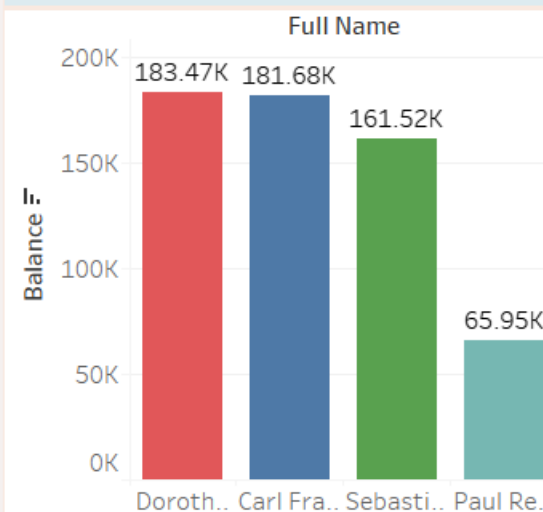 Full Name
200K
183.47K 181.68K
161.52K
150K
Balance
100K
65.95K
50K
0K
Doroth.. Carl Fra.. Sebasti.. Paul Re.